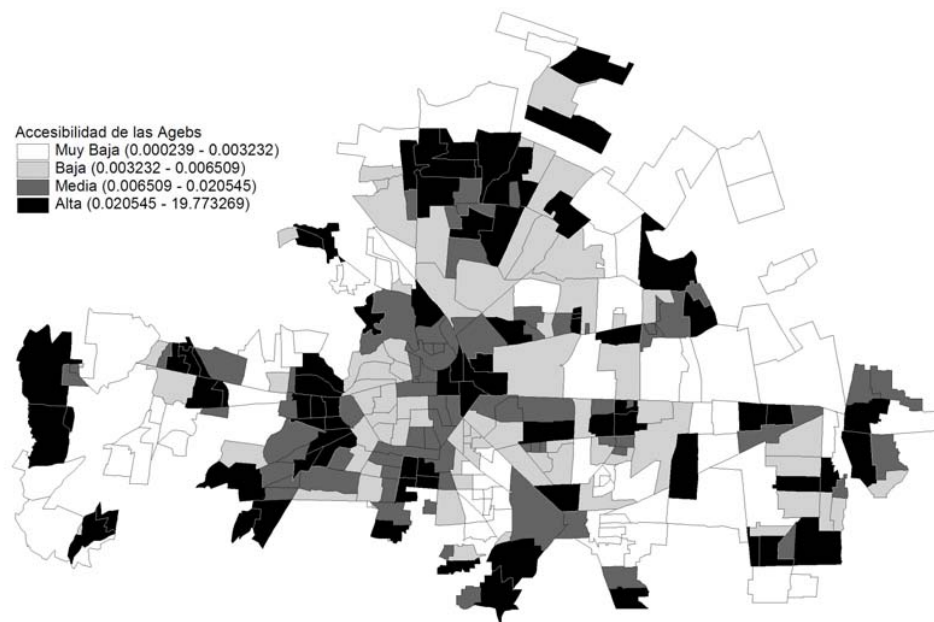 Accesibilidad de las Agebs
Muy Baja (0.000239 - 0.003232)
Baja (0.003232 - 0.006509)
Media (0.006509 - 0.020545)
Alta (0.020545 - 19.773269)